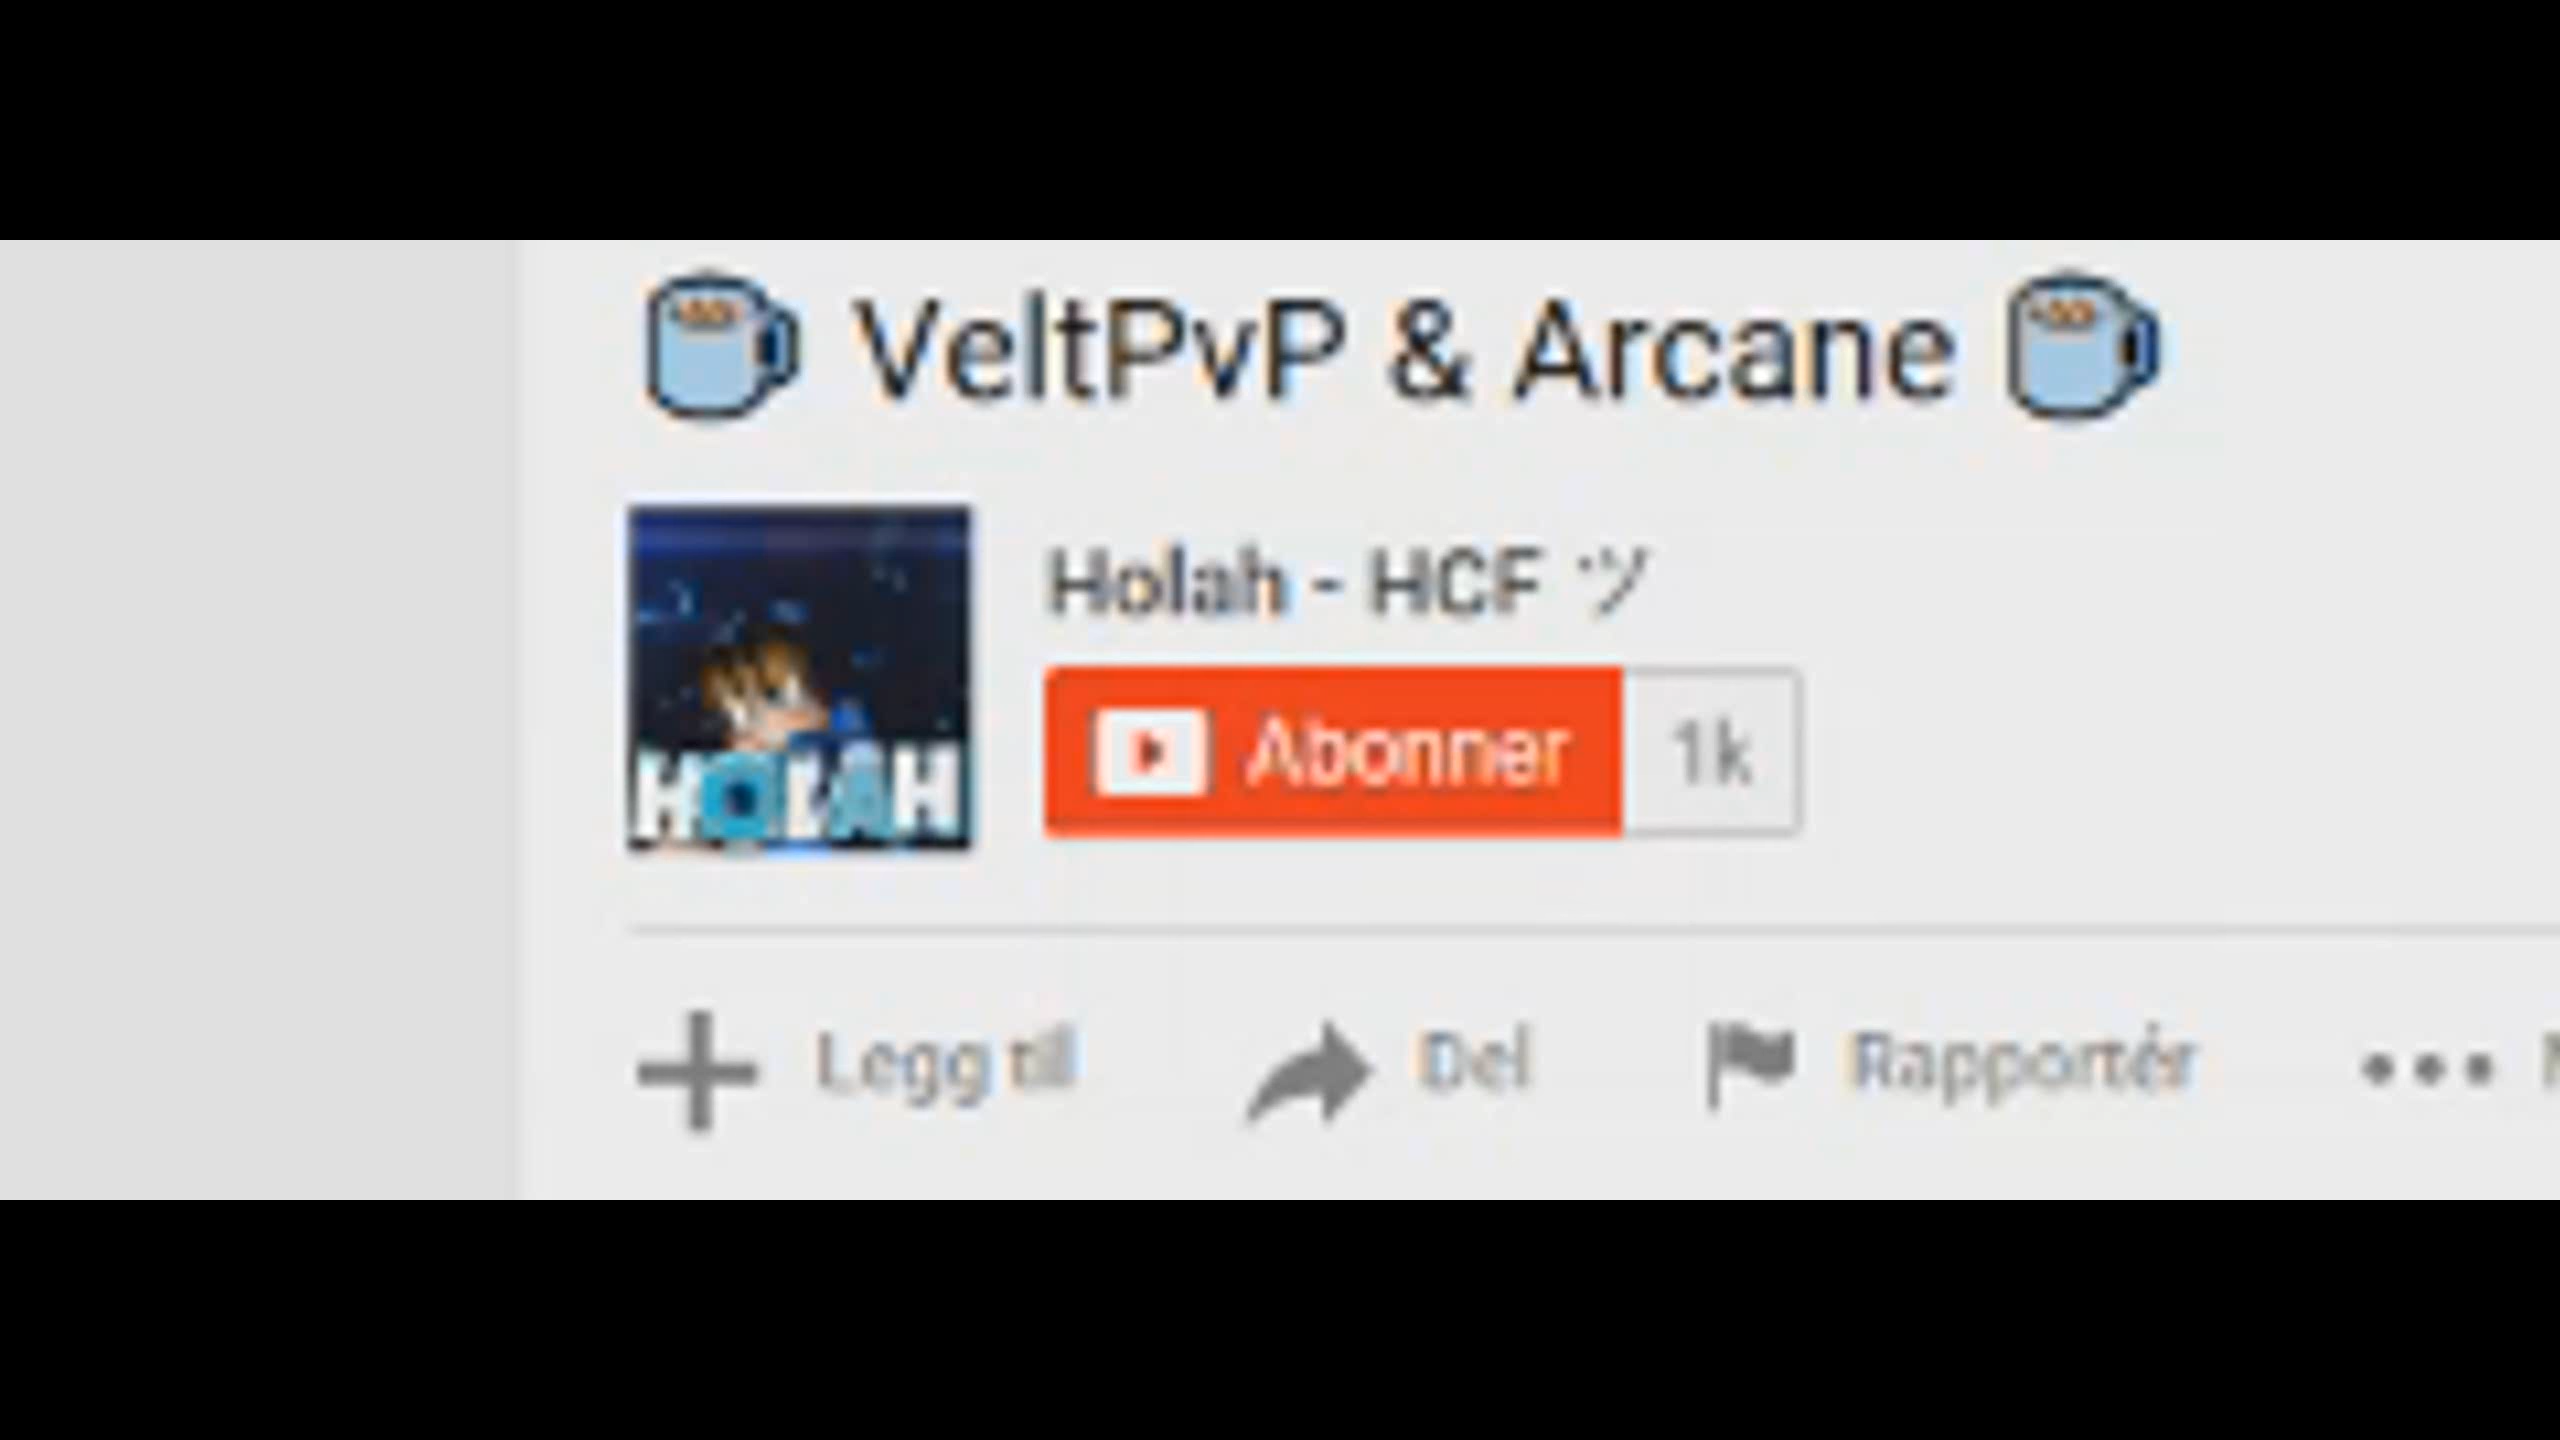 VeltPvP & Arcane
HOLAH
Holah - HCF ツ
Abonner 1k
Legg til Del Rapportér